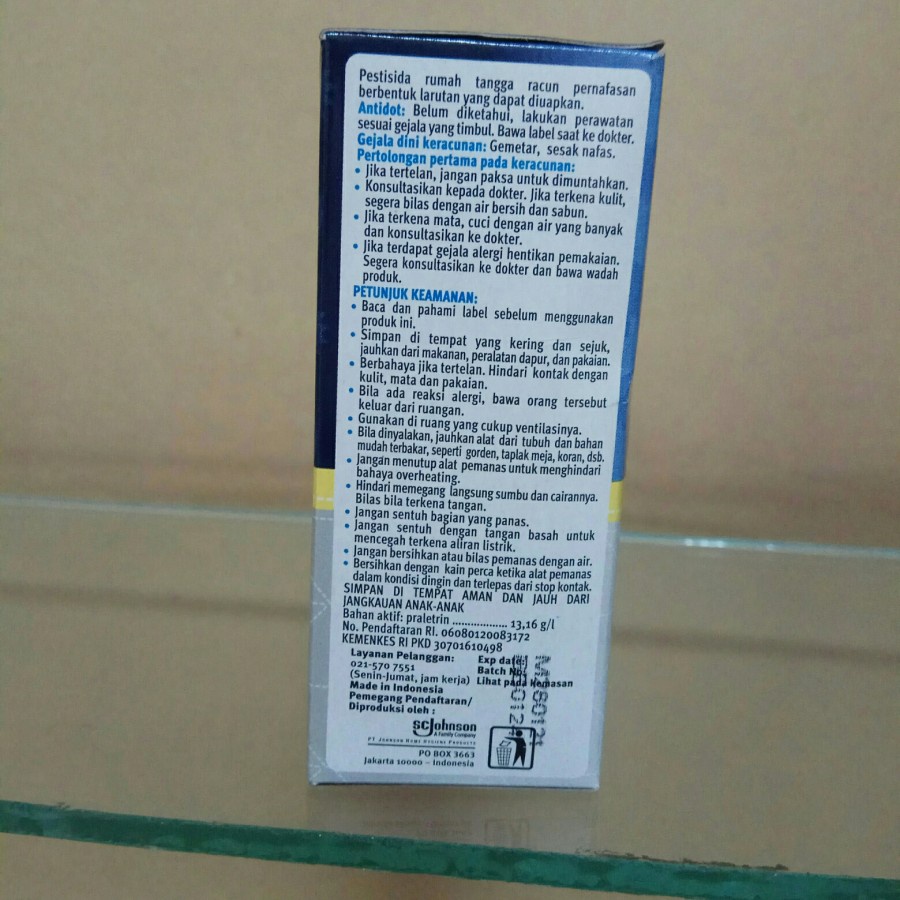 Pestisida rumah tangga racun pernafasan
berbentuk larutan yang dapat diuapkan.
Antidot: Belum diketahui, lakukan perawatan
sesuai gejala yang timbul. Bawa label saat ke dokter.
Gejala dini keracunan: Gemetar, sesak nafas.
Pertolongan pertama pada keracunan:
• Jika tertelan, jangan paksa untuk dimuntahkan.
• Konsultasikan kepada dokter. Jika terkena kulit,
segera bilas dengan air bersih dan sabun.
• Jika terkena mata, cuci dengan air yang banyak
dan konsultasikan ke dokter.
• Jika terdapat gejala alergi hentikan pemakaian.
Segera konsultasikan ke dokter dan bawa wadah
produk.
PETUNJUK KEAMANAN:
• Baca dan pahami label sebelum menggunakan
produk ini.
• Simpan di tempat yang kering dan sejuk,
jauhkan dari makanan, peralatan dapur, dan pakaian.
• Berbahaya jika tertelan. Hindari kontak dengan
kulit, mata dan pakaian.
• Bila ada reaksi alergi, bawa orang tersebut
keluar dari ruangan.
• Gunakan di ruang yang cukup ventilasinya.
• Bila dinyalakan, jauhkan alat dari tubuh dan bahan
mudah terbakar, seperti gorden, taplak meja, koran, dsb.
• Jangan menutup alat pemanas untuk menghindari
bahaya overheating.
• Hindari memegang langsung sumbu dan cairannya.
Bilas bila terkena tangan.
• Jangan sentuh bagian yang panas.
• Jangan sentuh dengan tangan basah untuk
mencegah terkena aliran listrik.
• Jangan bersihkan atau bilas pemanas dengan air.
• Bersihkan dengan kain perca ketika alat pemanas
dalam kondisi dingin dan terlepas dari stop kontak.
SIMPAN DI TEMPAT AMAN DAN JAUH DARI
JANGKAUAN ANAK-ANAK
Bahan aktif: praletrin .................. 13,16 g/l
No. Pendaftaran RI. 06080120083172
KEMENKES RI PKD 30701610498
Layanan Pelanggan:
021-570 7551
(Senin-Jumat, jam kerja)
Made in Indonesia
Pemegang Pendaftaran/
Diproduksi oleh :
Exp date:
Batch No.
Lihat pada kemasan
scJohnson
A Family Company
PT JOHNSON HOME HYGIENE PRODUCTS
PO BOX 3663
Jakarta 10000 – Indonesia